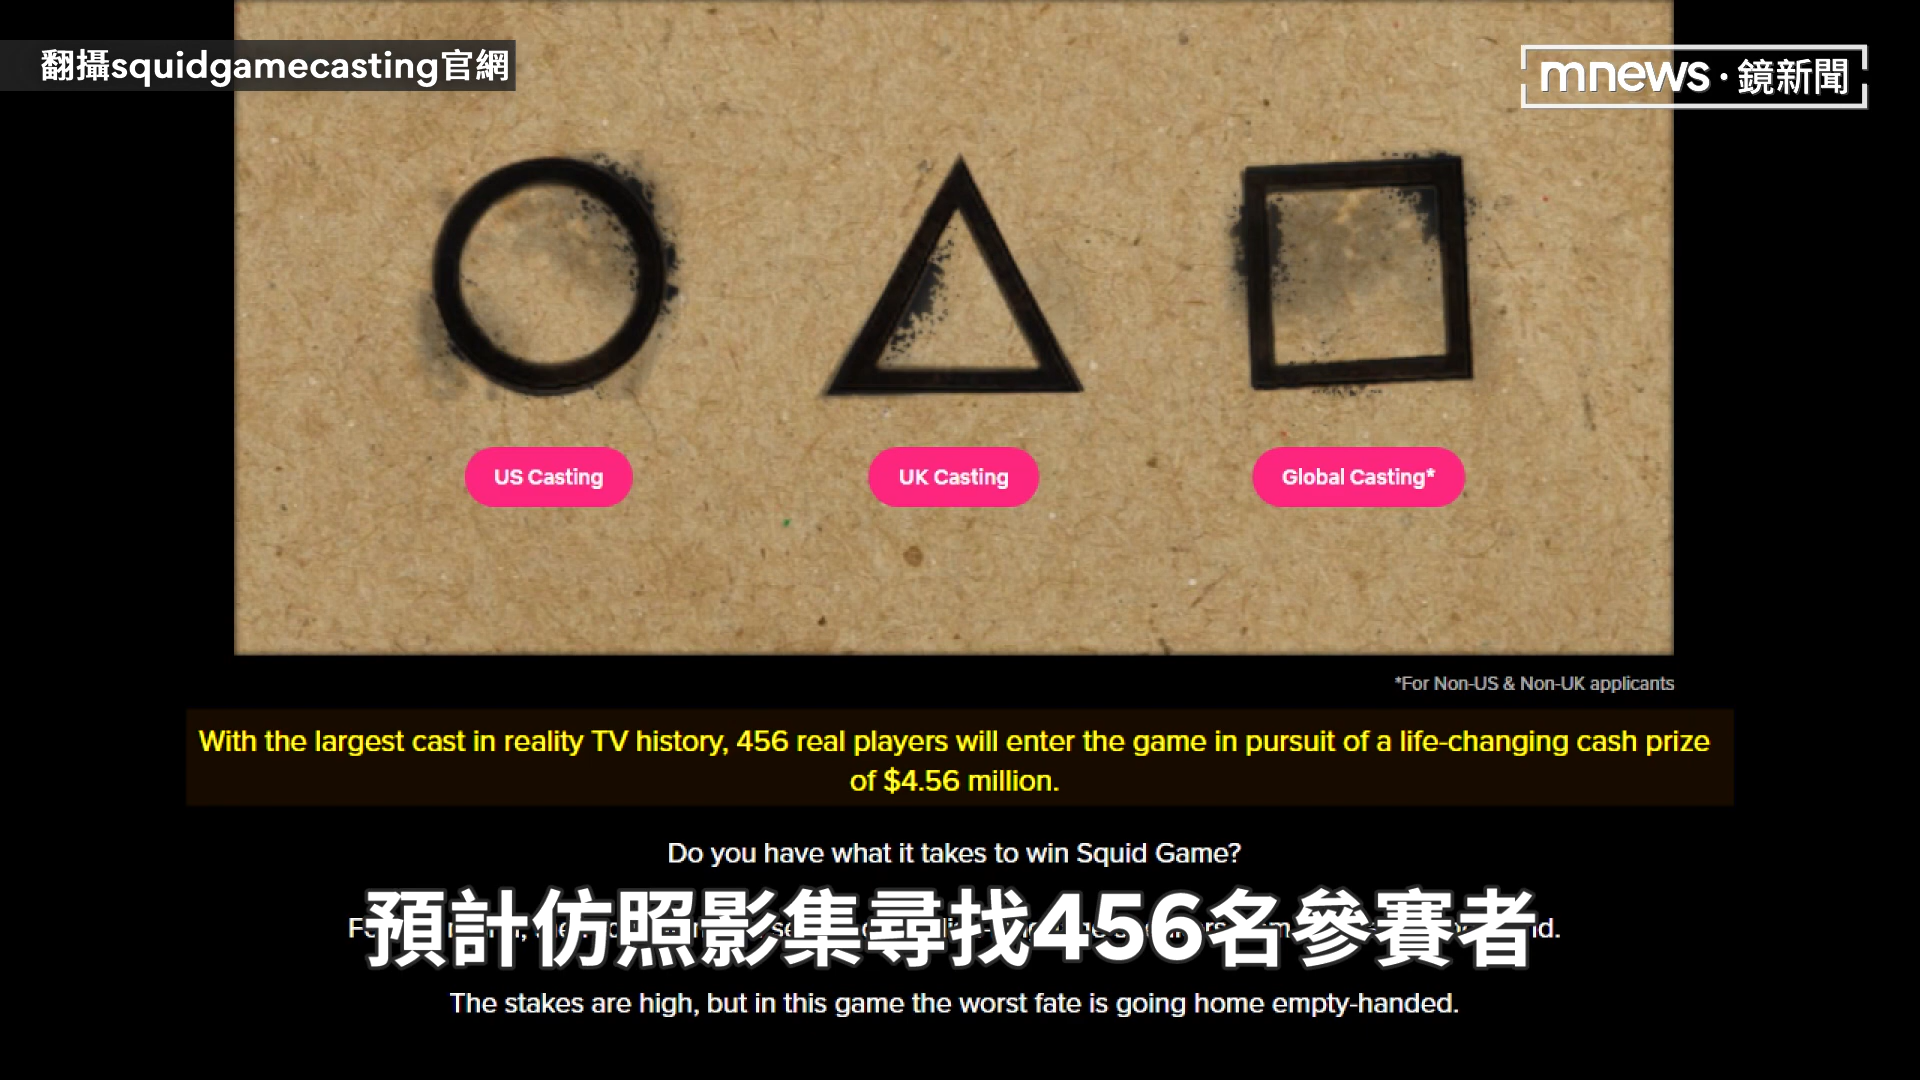 翻攝squidgamecasting官網
mnews·鏡新聞
US Casting
UK Casting
Global Casting*
*For Non-US & Non-UK applicants
With the largest cast in reality TV history, 456 real players will enter the game in pursuit of a life-changing cash prize
of $4.56 million.
Do you have what it takes to win Squid Game?
預計仿照影集尋找456名參賽者
The stakes are high, but in this game the worst fate is going home empty-handed.